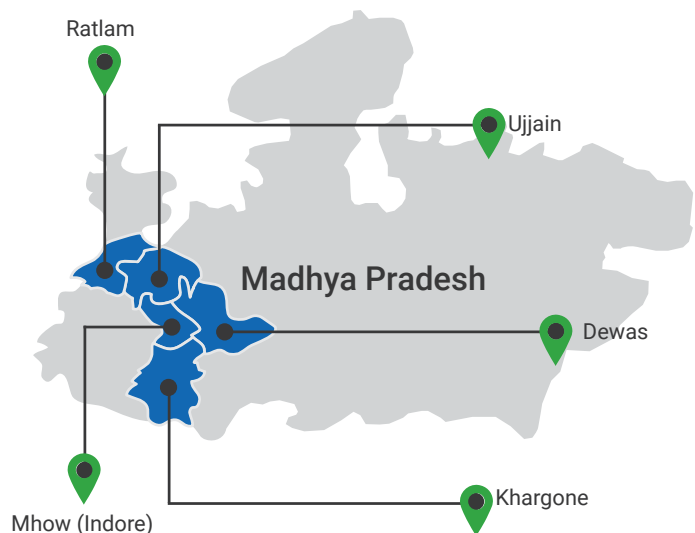 Ratlam
Ujjain
Madhya Pradesh
Dewas
Khargone
Mhow (Indore)